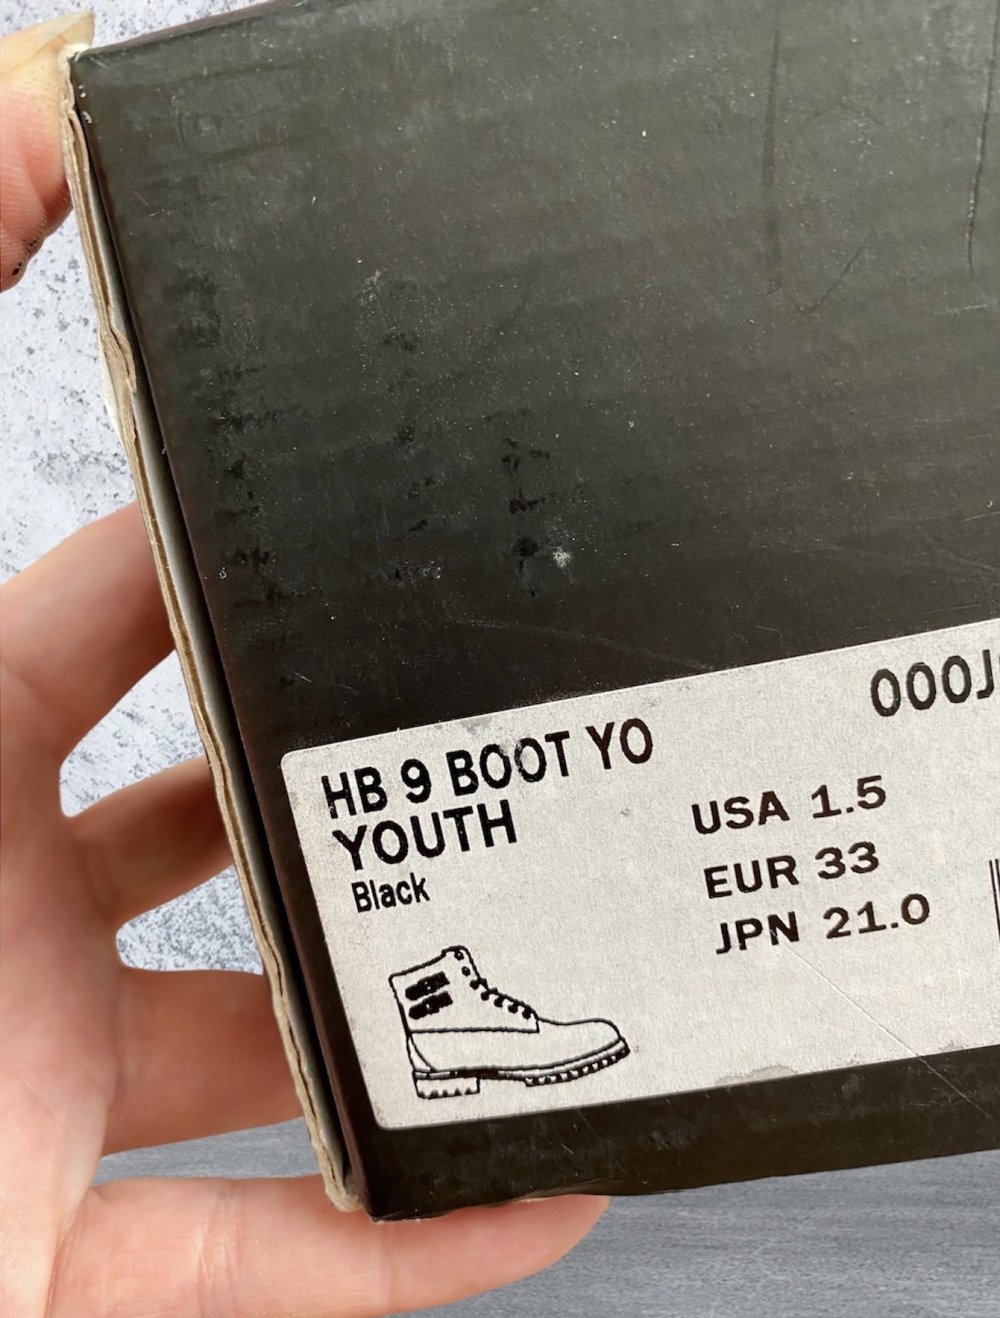 000J
HB 9 BOOT YO
YOUTH
Black
USA 1.5
EUR 33
JPN 21.0